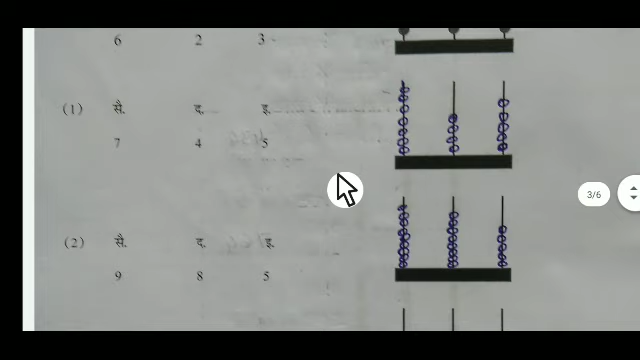 6 2 3
(1) सै. द. इ.
7 4 5
3/6
(2) सै. द. इ.
9 8 5